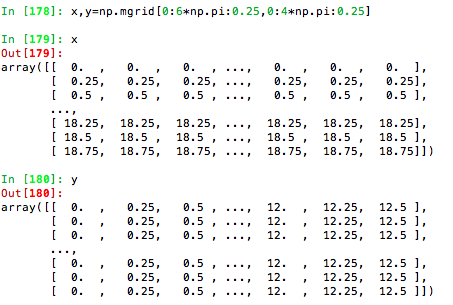 In [178]: x,y=np.mgrid[0:6*np.pi:0.25,0:4*np.pi:0.25]
In [179]: x
Out[179]:
array([[  0.  ,   0.  ,   0.  , ...,   0.  ,   0.  ,   0.  ],
       [  0.25,   0.25,   0.25, ...,   0.25,   0.25,   0.25],
       [  0.5 ,   0.5 ,   0.5 , ...,   0.5 ,   0.5 ,   0.5 ],
       ...,
       [ 18.25,  18.25,  18.25, ...,  18.25,  18.25,  18.25],
       [ 18.5 ,  18.5 ,  18.5 , ...,  18.5 ,  18.5 ,  18.5 ],
       [ 18.75,  18.75,  18.75, ...,  18.75,  18.75,  18.75]])
In [180]: y
Out[180]:
array([[  0.  ,   0.25,   0.5 , ...,  12.  ,  12.25,  12.5 ],
       [  0.  ,   0.25,   0.5 , ...,  12.  ,  12.25,  12.5 ],
       [  0.  ,   0.25,   0.5 , ...,  12.  ,  12.25,  12.5 ],
       ...,
       [  0.  ,   0.25,   0.5 , ...,  12.  ,  12.25,  12.5 ],
       [  0.  ,   0.25,   0.5 , ...,  12.  ,  12.25,  12.5 ],
       [  0.  ,   0.25,   0.5 , ...,  12.  ,  12.25,  12.5 ]])